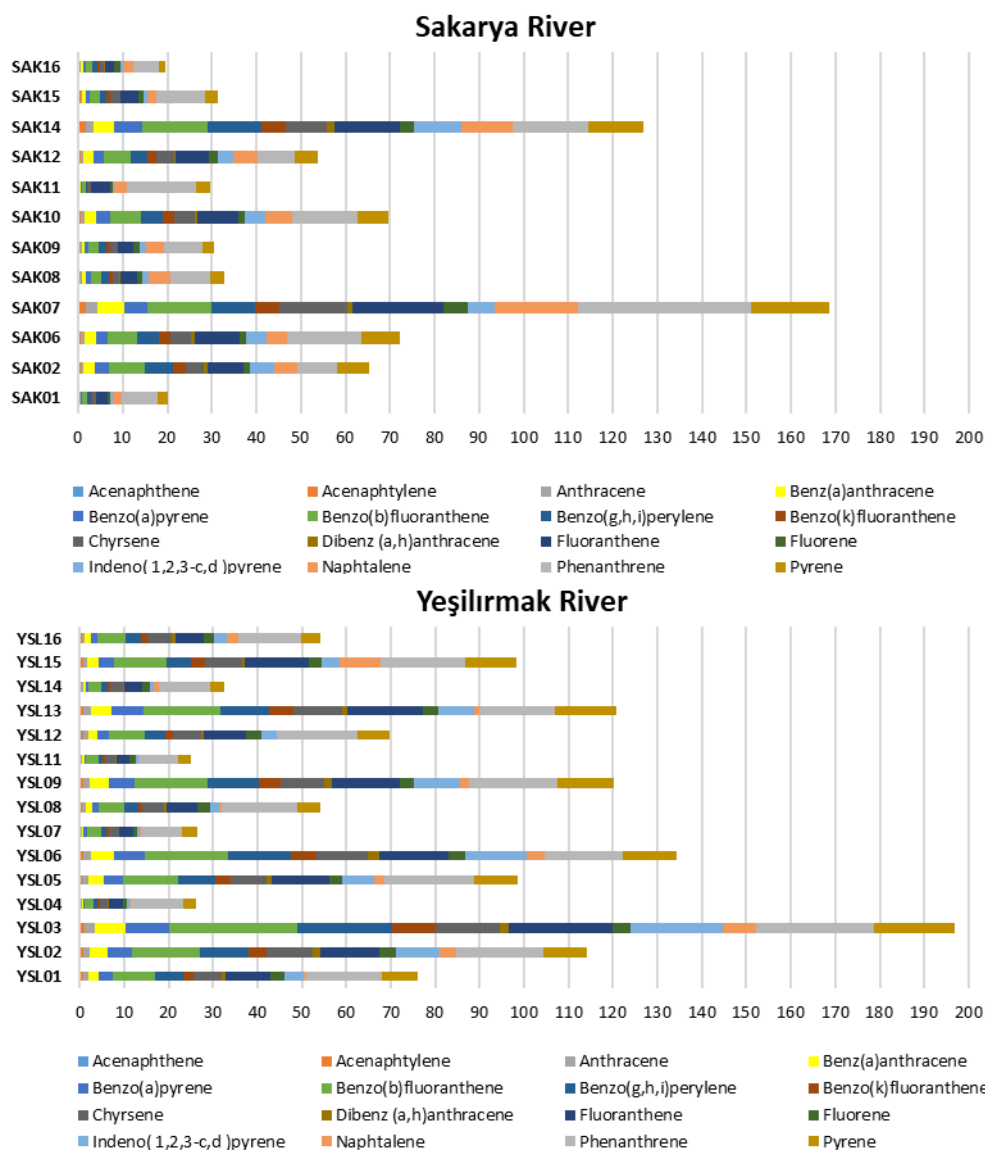 Sakarya River
SAK16
SAK15
SAK14
SAK12
SAK11
SAK10
SAK09
SAK08
SAK07
SAK06
SAK02
SAK01
0 10 20 30 40 50 60 70 80 90 100 110 120 130 140 150 160 170 180 190 200
Acenaphthene Acenaphtylene Anthracene Benz(a)anthracene
Benzo(a)pyrene Benzo(b)fluoranthene Benzo(g,h,i)perylene Benzo(k)fluoranthene
Chyrsene Dibenz (a,h)anthracene Fluoranthene Fluorene
Indeno( 1,2,3-c,d )pyrene Naphtalene Phenanthrene Pyrene
Yeşilırmak River
YSL16
YSL15
YSL14
YSL13
YSL12
YSL11
YSL09
YSL08
YSL07
YSL06
YSL05
YSL04
YSL03
YSL02
YSL01
0 10 20 30 40 50 60 70 80 90 100 110 120 130 140 150 160 170 180 190 200
Acenaphthene Acenaphtylene Anthracene Benz(a)anthracene
Benzo(a)pyrene Benzo(b)fluoranthene Benzo(g,h,i)perylene Benzo(k)fluoranthene
Chyrsene Dibenz (a,h)anthracene Fluoranthene Fluorene
Indeno( 1,2,3-c,d )pyrene Naphtalene Phenanthrene Pyrene